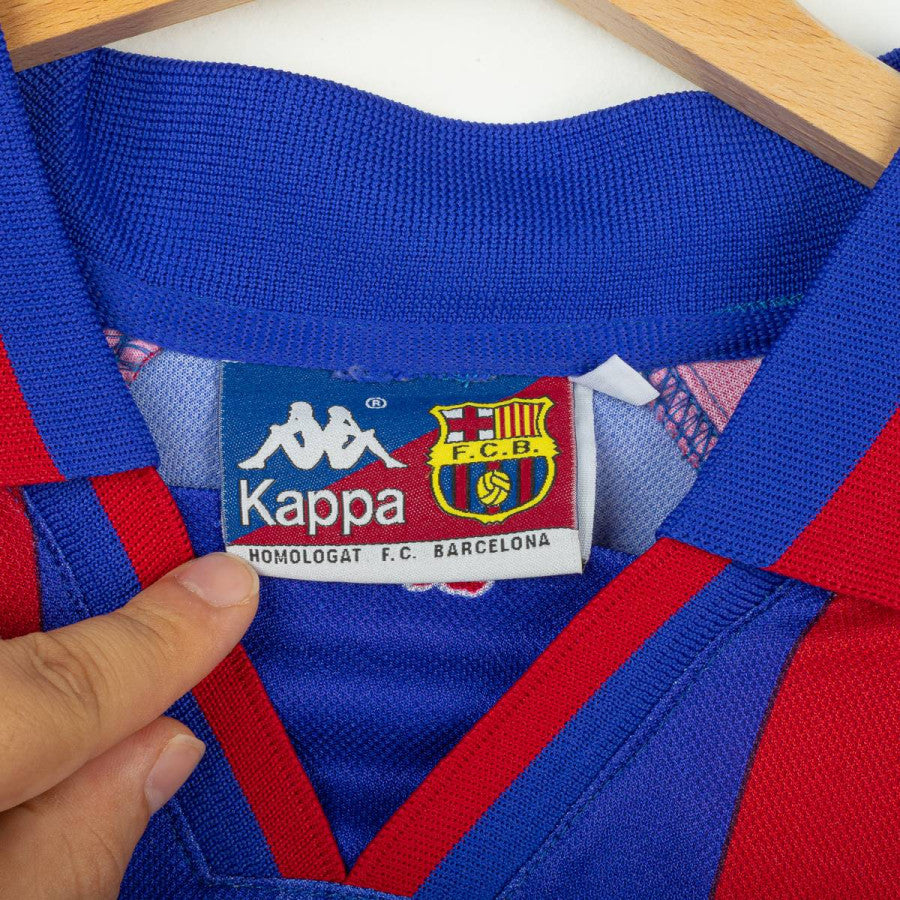 ®
Kappa
F.C.B.
HOMOLOGAT F.C. BARCELONA